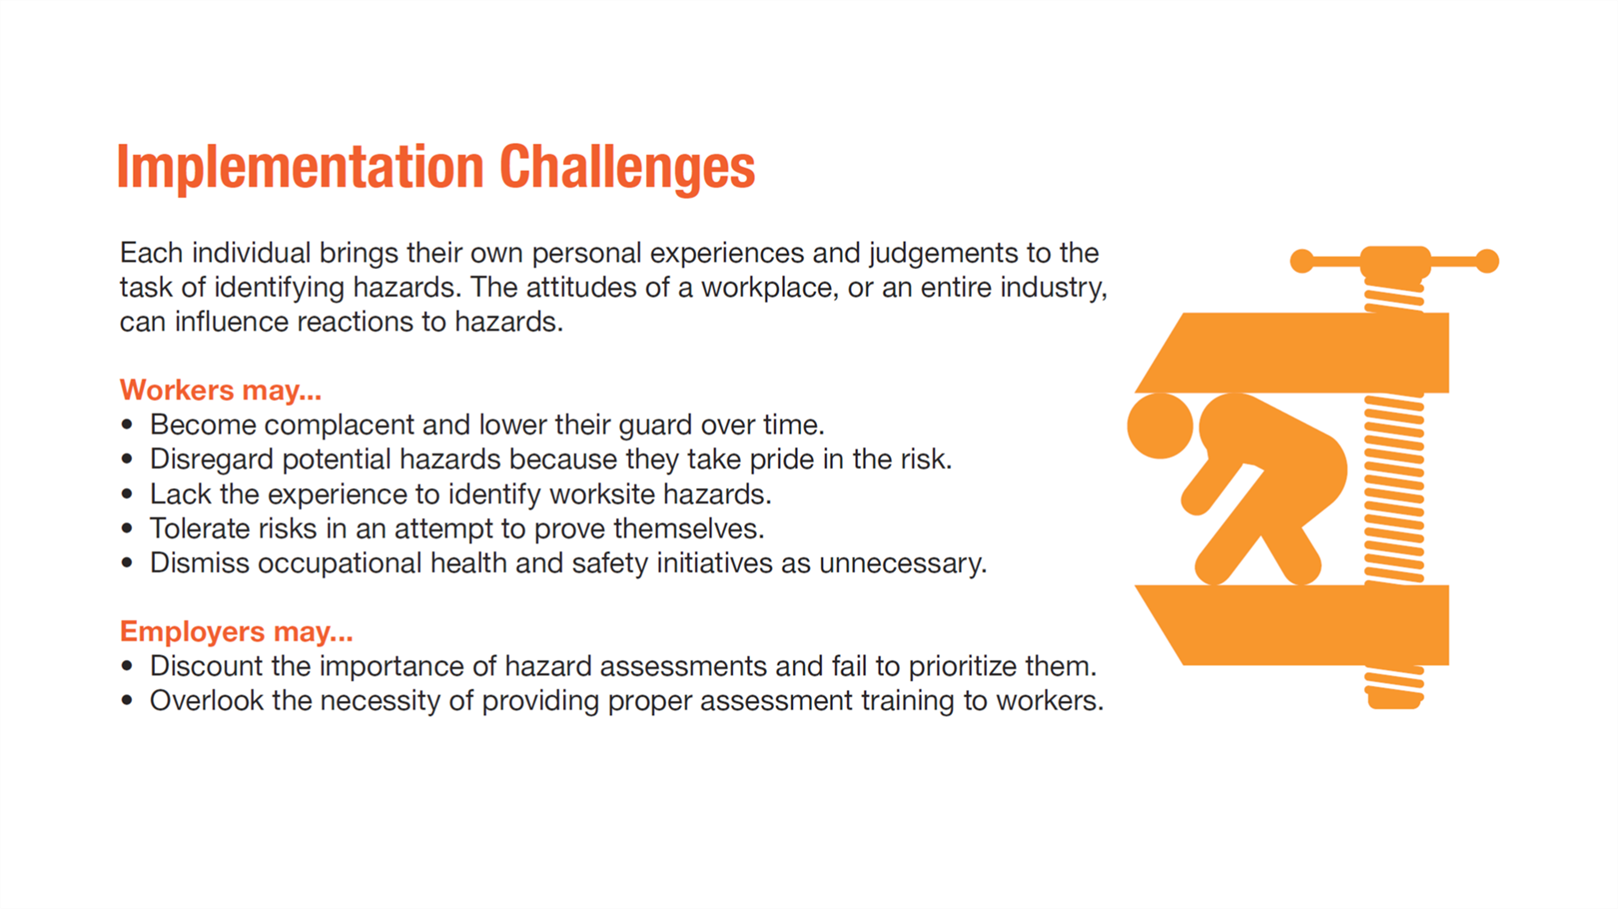 Implementation Challenges
Each individual brings their own personal experiences and judgements to the
task of identifying hazards. The attitudes of a workplace, or an entire industry,
can influence reactions to hazards.
Workers may...
• Become complacent and lower their guard over time.
• Disregard potential hazards because they take pride in the risk.
• Lack the experience to identify worksite hazards.
• Tolerate risks in an attempt to prove themselves.
• Dismiss occupational health and safety initiatives as unnecessary.
Employers may...
• Discount the importance of hazard assessments and fail to prioritize them.
• Overlook the necessity of providing proper assessment training to workers.